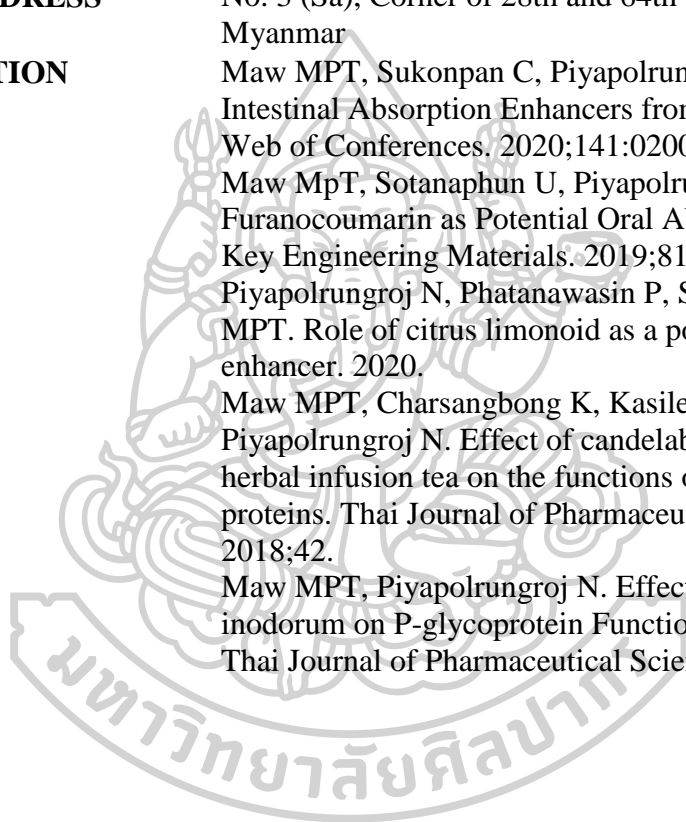 DRESS No. 3 (Sa), Corner of 28th and 64th
Myanmar
TION Maw MPT, Sukonpan C, Piyapolrun
Intestinal Absorption Enhancers from
Web of Conferences. 2020;141:0200
Maw MpT, Sotanaphun U, Piyapolru
Furanocoumarin as Potential Oral A
Key Engineering Materials. 2019;81
Piyapolrungroj N, Phatanawasin P, S
MPT. Role of citrus limonoid as a po
enhancer. 2020.
Maw MPT, Charsangbong K, Kasile
Piyapolrungroj N. Effect of candelab
herbal infusion tea on the functions o
proteins. Thai Journal of Pharmaceu
2018;42.
Maw MPT, Piyapolrungroj N. Effect
inodorum on P-glycoprotein Functio
Thai Journal of Pharmaceutical Scie
มหาวิทยาลัยศิลปากร